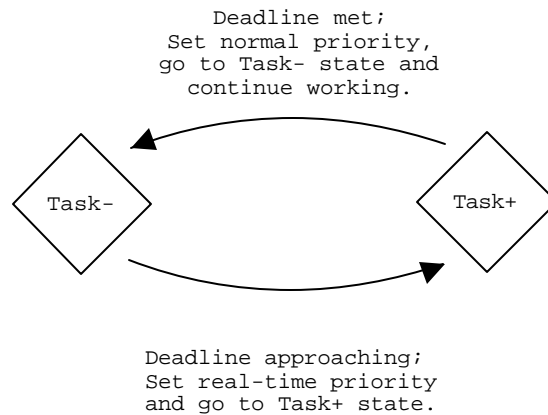 Deadline met;
Set normal priority,
go to Task- state and
continue working.
Task-
Task+
Deadline approaching;
Set real-time priority
and go to Task+ state.